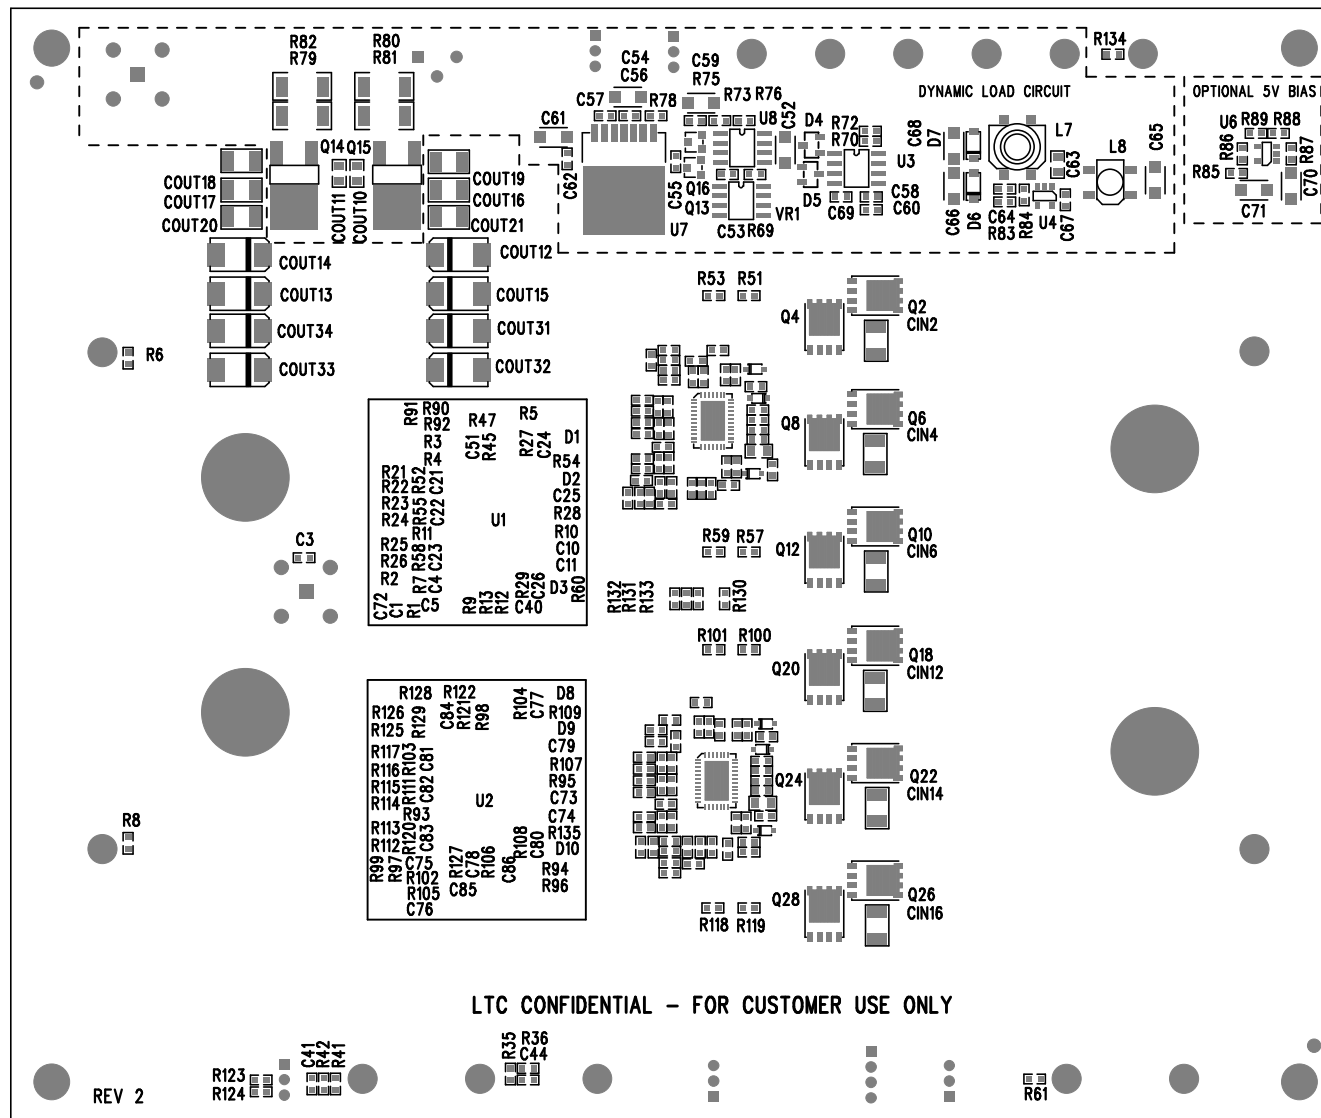 R82
R79
R80
R81
R134
C54
C56
C59
R75
C57
R78
R73
R76
DYNAMIC LOAD CIRCUIT
OPTIONAL 5V BIAS
C61
U8
C52
D4
R72
R70
C68
D7
L7
L8
C65
U6
R89
R88
Q14
Q15
C63
R86
R87
U3
C62
C55
R85
COUT18
COUT17
COUT20
COUT11
COUT10
COUT19
COUT16
COUT21
Q16
Q13
D5
C58
C60
C69
VR1
C66
D6
C64
R83
R84
U4
C67
C71
C70
U7
C53
R69
COUT14
COUT12
COUT13
COUT15
COUT34
COUT31
COUT33
COUT32
R53
R51
Q4
Q2
CIN2
R6
R91
R90
R92
R47
R5
R3
R4
C51
R45
R27
C24
D1
R54
D2
C25
R28
R10
C10
C11
D3
R60
R21
R22
R23
R24
R52
C21
R55
C22
R11
U1
R25
R26
R2
R58
C23
R7
C4
C72
C1
R1
C5
R9
R13
R12
R29
C26
C40
Q8
Q6
CIN4
C3
R59
R57
Q12
Q10
CIN6
R132
R131
R133
R130
R101
R100
Q20
Q18
CIN12
R128
R122
R104
C77
D8
R126
R125
R129
C84
R121
R98
R109
D9
C79
R117
R103
C81
R107
R116
R115
R114
R111
C82
R95
C73
U2
R93
C74
R113
R112
R120
C83
R135
D10
R108
C80
R99
R97
C75
R102
R105
C76
R127
C78
R106
C86
C85
R94
R96
Q24
Q22
CIN14
R8
Q28
Q26
CIN16
R118
R119
LTC CONFIDENTIAL - FOR CUSTOMER USE ONLY
R35
R36
C44
R123
R124
C41
R42
R41
R61
REV 2